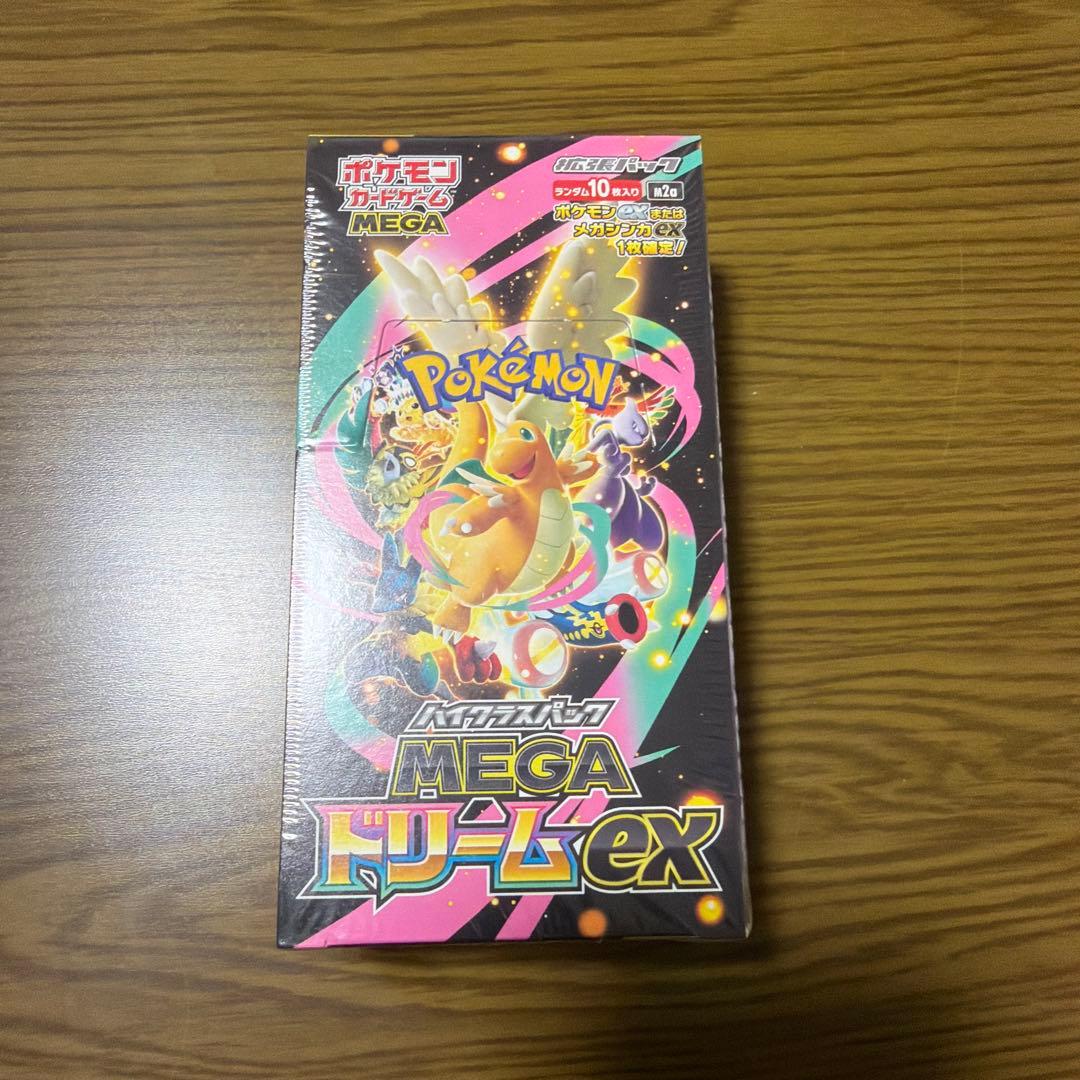 ポケモン
カードゲーム
MEGA
拡張パック
ランダム10枚入り M2a
ポケモンexまたは
メガシンカex
1枚確定!
POKéMON
ハイクラスパック
MEGA
ドリームex